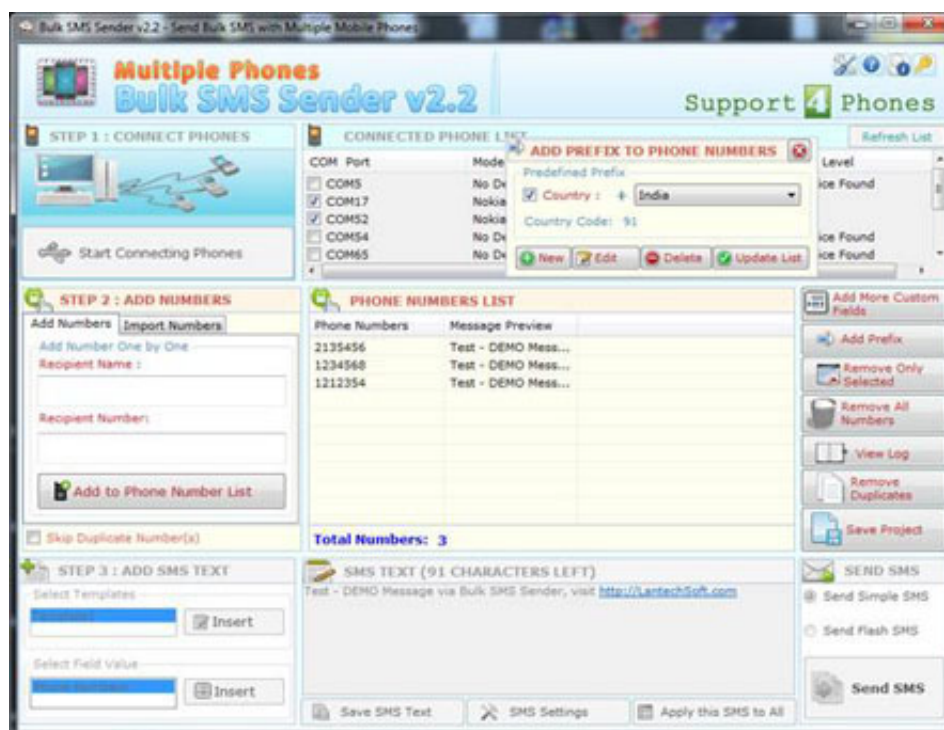 Bulk SMS Sender v2.2 - Send Bulk SMS with Multiple Mobile Phones
Multiple Phones
Bulk SMS Sender v2.2
Support 4 Phones
STEP 1 : CONNECT PHONES
Start Connecting Phones
CONNECTED PHONE LIST
Refresh List
COM Port Mode Level
COM5 No De ice Found
COM17 Nokia
COM52 Nokia
COM54 No De ice Found
COM65 No De ice Found
ADD PREFIX TO PHONE NUMBERS
Predefined Prefix
Country : + India
Country Code: 91
New Edit Delete Update List
STEP 2 : ADD NUMBERS
Add Numbers Import Numbers
Add Number One by One
Recipient Name :
Recipient Number:
Add to Phone Number List
Skip Duplicate Number(s)
PHONE NUMBERS LIST
Phone Numbers Message Preview
2135456 Test - DEMO Mess...
1234568 Test - DEMO Mess...
1212354 Test - DEMO Mess...
Total Numbers: 3
Add More Custom
Fields
Add Prefix
Remove Only
Selected
Remove All
Numbers
View Log
Remove
Duplicates
Save Project
STEP 3 : ADD SMS TEXT
Select Templates
Insert
Select Field Value
Insert
SMS TEXT (91 CHARACTERS LEFT)
Test - DEMO Message via Bulk SMS Sender, visit http://LantechSoft.com
Save SMS Text SMS Settings Apply this SMS to All
SEND SMS
Send Simple SMS
Send Flash SMS
Send SMS